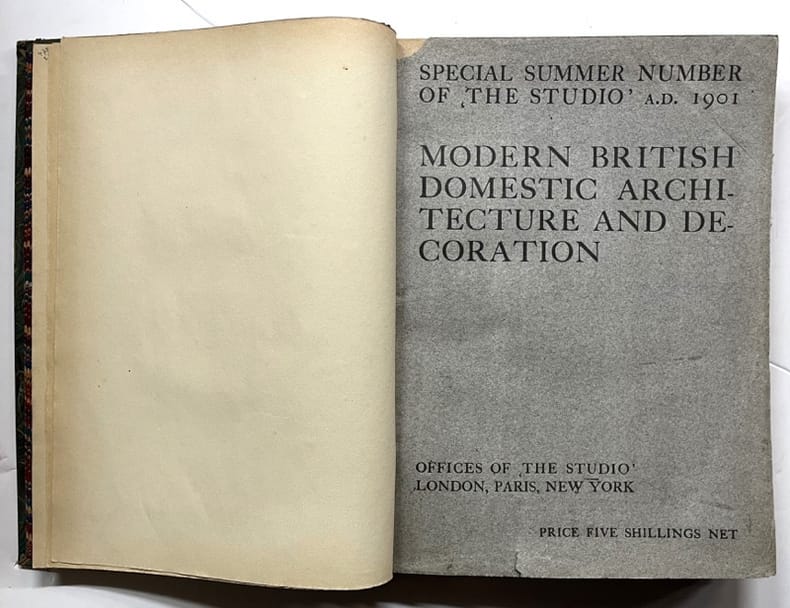 SPECIAL SUMMER NUMBER
OF ,THE STUDIO' A.D. 1901
MODERN BRITISH
DOMESTIC ARCHI-
TECTURE AND DE-
CORATION
OFFICES OF ,THE STUDIO'
LONDON, PARIS, NEW YORK
PRICE FIVE SHILLINGS NET